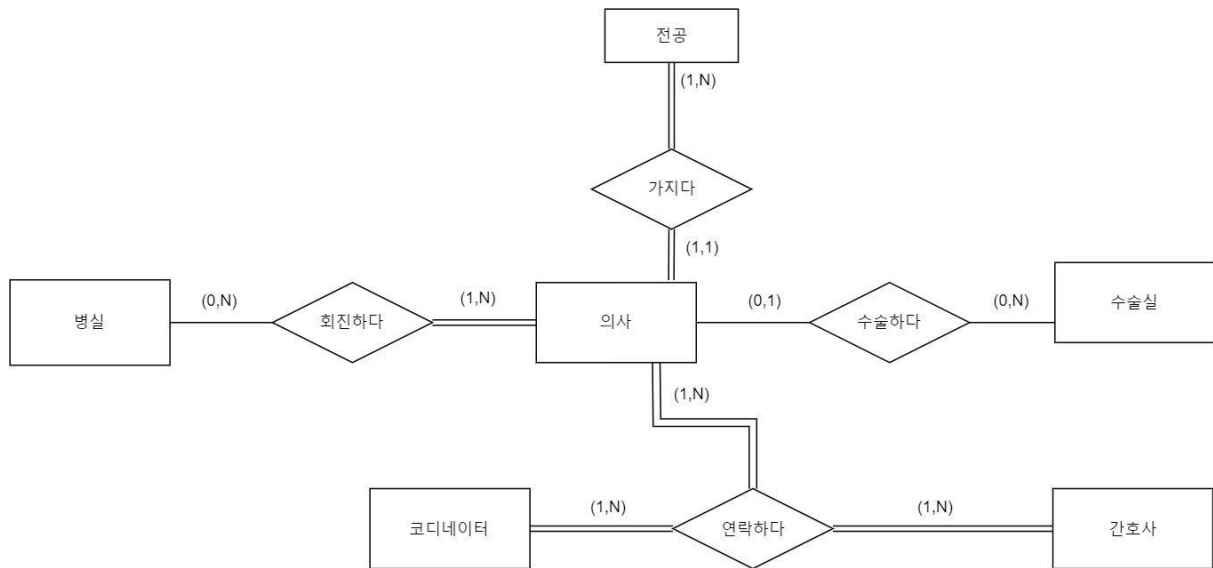 전공
(1,N)
가지다
(1,1)
병실
(0,N)
회진하다
(1,N)
의사
(0,1)
수술하다
(0,N)
수술실
(1,N)
코디네이터
(1,N)
연락하다
(1,N)
간호사